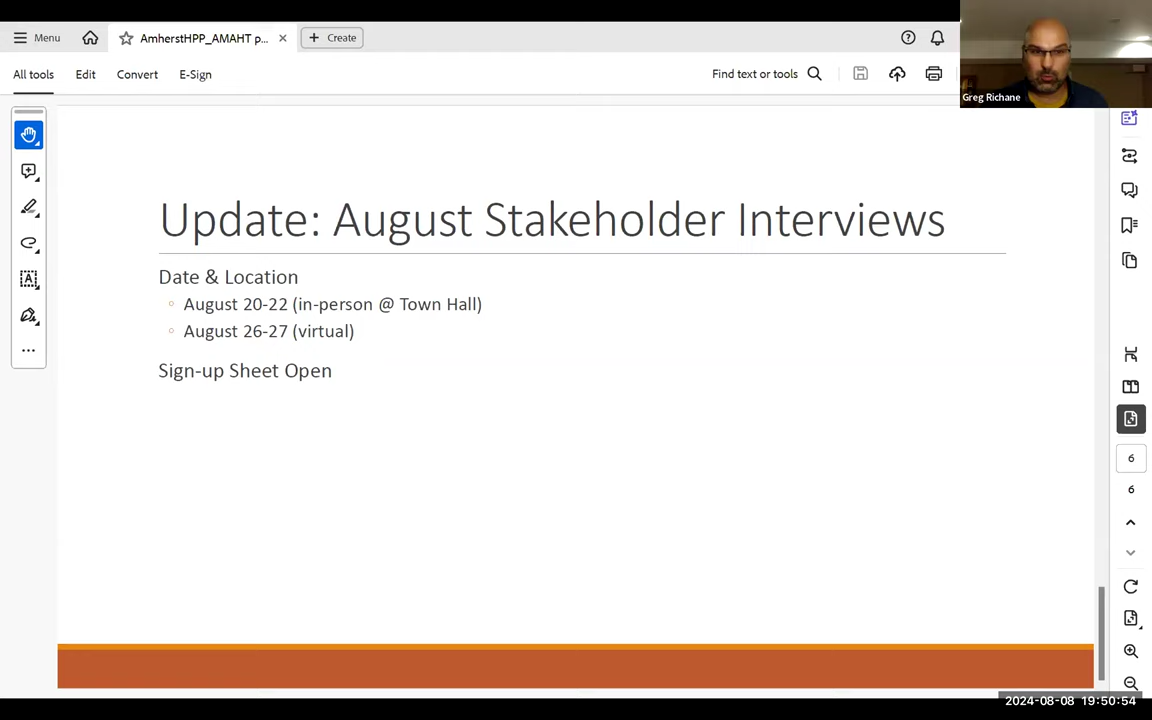 Menu
AmherstHPP_AMAHT p...
Create
All tools
Edit
Convert
E-Sign
Find text or tools
Greg Richane
Update: August Stakeholder Interviews
Date & Location
August 20-22 (in-person @ Town Hall)
August 26-27 (virtual)
Sign-up Sheet Open
6
6
2024-08-08 19:50:54